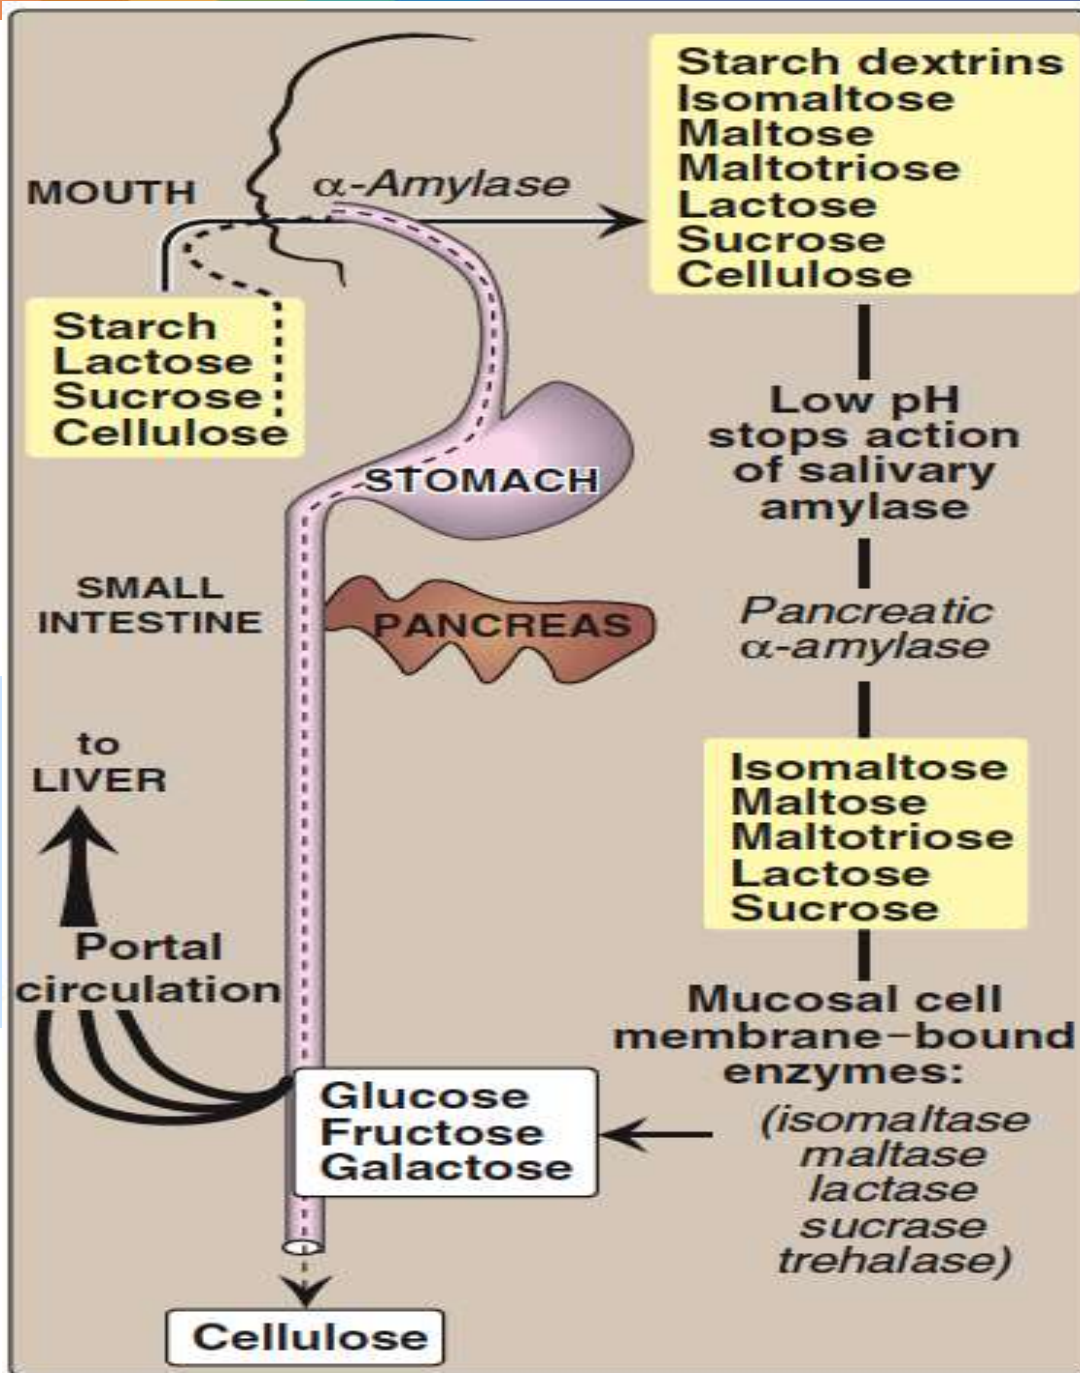 MOUTH
α-Amylase
Starch dextrins
Isomaltose
Maltose
Maltotriose
Lactose
Sucrose
Cellulose
Starch
Lactose
Sucrose
Cellulose
Low pH
stops action
of salivary
amylase
STOMACH
SMALL
INTESTINE
PANCREAS
Pancreatic
α-amylase
to
LIVER
Isomaltose
Maltose
Maltotriose
Lactose
Sucrose
Portal
circulation
Mucosal cell
membrane–bound
enzymes:
(isomaltase
maltase
lactase
sucrase
trehalase)
Glucose
Fructose
Galactose
Cellulose